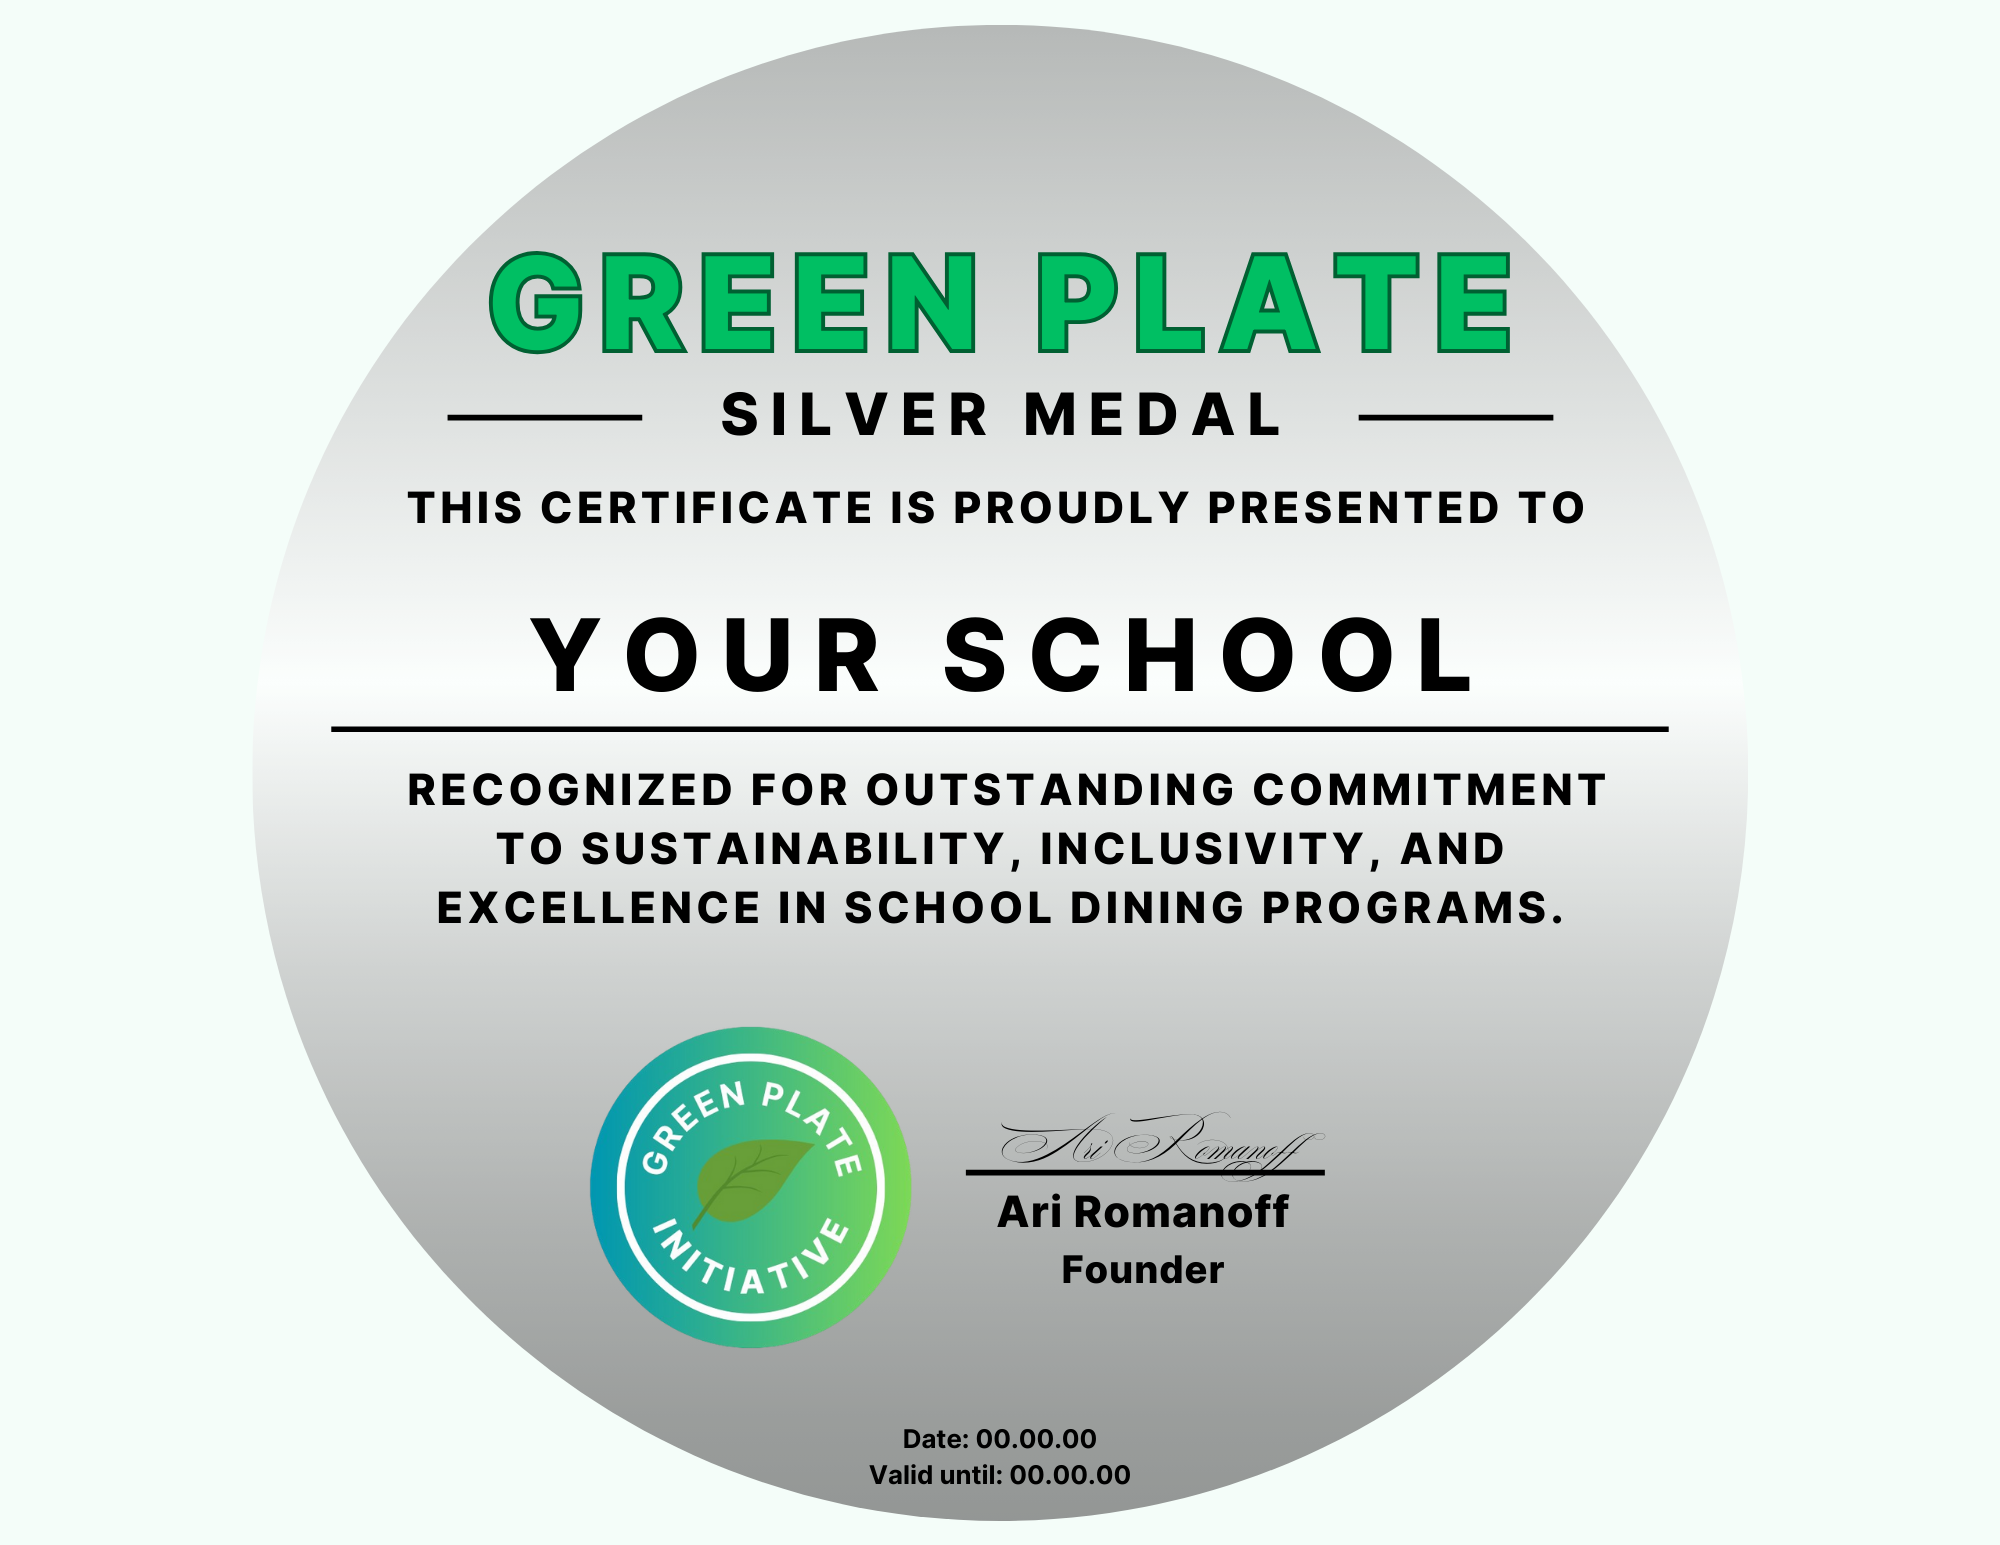 GREEN PLATE
SILVER MEDAL
THIS CERTIFICATE IS PROUDLY PRESENTED TO
YOUR SCHOOL
RECOGNIZED FOR OUTSTANDING COMMITMENT
TO SUSTAINABILITY, INCLUSIVITY, AND
EXCELLENCE IN SCHOOL DINING PROGRAMS.
GREEN PLATE
INITIATIVE
Ari Romanoff
Ari Romanoff
Founder
Date: 00.00.00
Valid until: 00.00.00